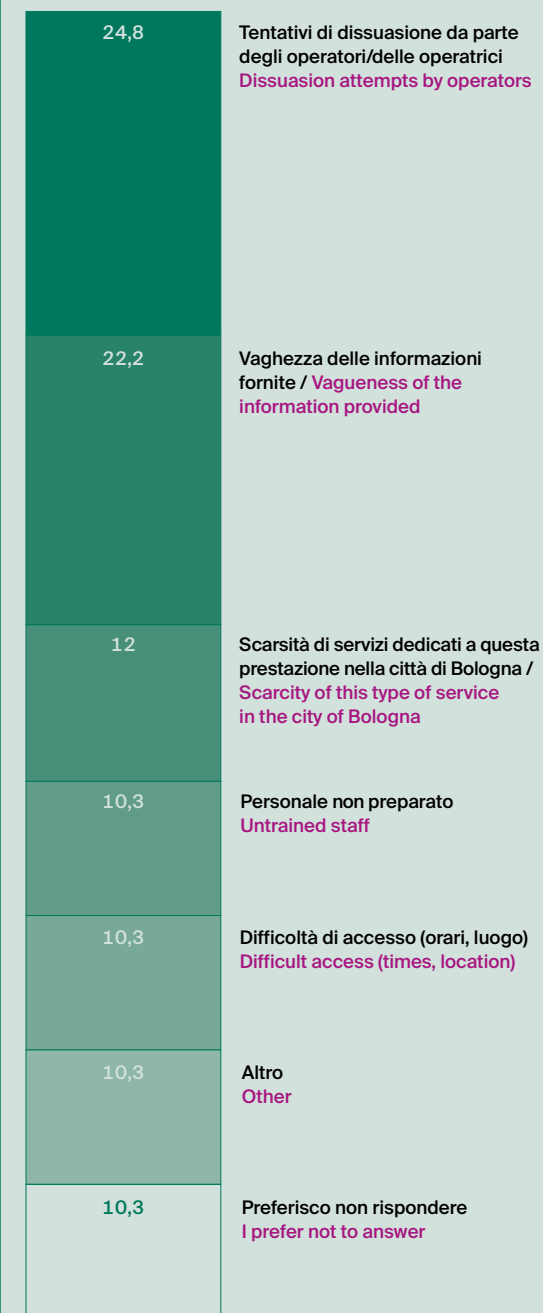 24,8
Tentativi di dissuasione da parte
degli operatori/delle operatrici
Dissuasion attempts by operators
22,2
Vaghezza delle informazioni
fornite / Vagueness of the
information provided
12
Scarsità di servizi dedicati a questa
prestazione nella città di Bologna /
Scarcity of this type of service
in the city of Bologna
10,3
Personale non preparato
Untrained staff
10,3
Difficoltà di accesso (orari, luogo)
Difficult access (times, location)
10,3
Altro
Other
10,3
Preferisco non rispondere
I prefer not to answer